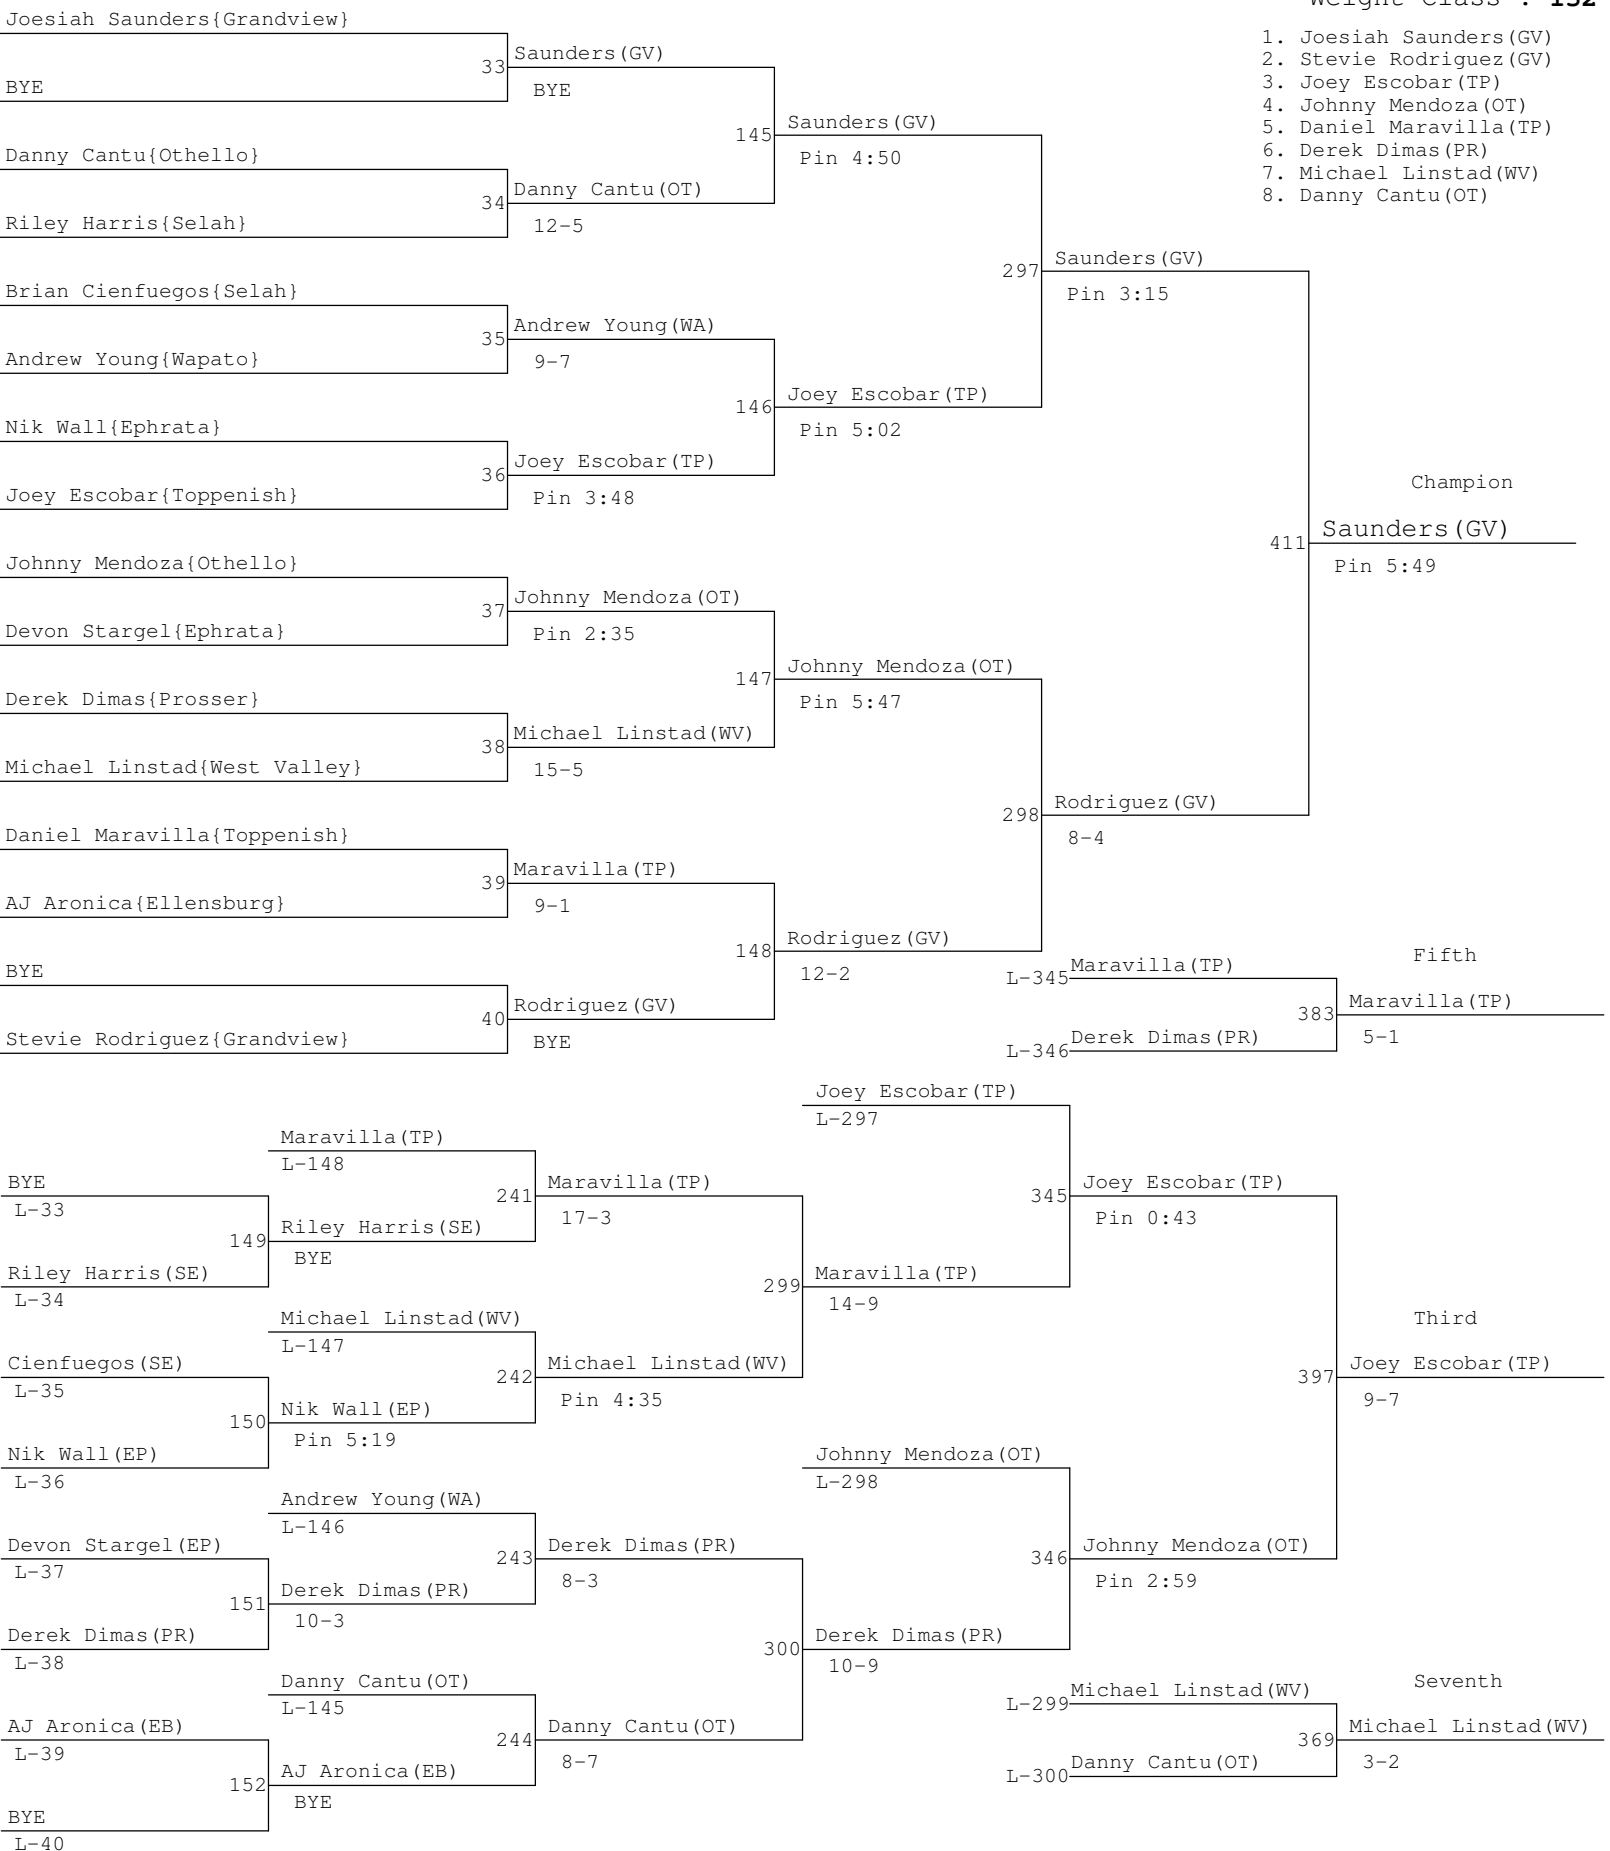 Weight Class : 152
1. Joesiah Saunders(GV)
2. Stevie Rodriguez(GV)
3. Joey Escobar(TP)
4. Johnny Mendoza(OT)
5. Daniel Maravilla(TP)
6. Derek Dimas(PR)
7. Michael Linstad(WV)
8. Danny Cantu(OT)
Joesiah Saunders{Grandview}
33
BYE
Saunders(GV)
BYE
Danny Cantu{Othello}
34
Riley Harris{Selah}
Danny Cantu(OT)
12-5
145
Saunders(GV)
Pin 4:50
Brian Cienfuegos{Selah}
35
Andrew Young{Wapato}
Andrew Young(WA)
9-7
Nik Wall{Ephrata}
36
Joey Escobar{Toppenish}
Joey Escobar(TP)
Pin 3:48
146
Joey Escobar(TP)
Pin 5:02
297
Saunders(GV)
Pin 3:15
Johnny Mendoza{Othello}
37
Devon Stargel{Ephrata}
Johnny Mendoza(OT)
Pin 2:35
Derek Dimas{Prosser}
38
Michael Linstad{West Valley}
Michael Linstad(WV)
15-5
147
Johnny Mendoza(OT)
Pin 5:47
Daniel Maravilla{Toppenish}
39
AJ Aronica{Ellensburg}
Maravilla(TP)
9-1
BYE
40
Stevie Rodriguez{Grandview}
Rodriguez(GV)
BYE
148
Rodriguez(GV)
12-2
298
Rodriguez(GV)
8-4
Champion
411
Saunders(GV)
Pin 5:49
Fifth
L-345
Maravilla(TP)
383
L-346
Derek Dimas(PR)
Maravilla(TP)
5-1
BYE
L-33
149
Riley Harris(SE)
L-34
Maravilla(TP)
L-148
241
Riley Harris(SE)
BYE
Maravilla(TP)
17-3
Cienfuegos(SE)
L-35
150
Nik Wall(EP)
L-36
Michael Linstad(WV)
L-147
242
Nik Wall(EP)
Pin 5:19
Michael Linstad(WV)
Pin 4:35
299
Joey Escobar(TP)
L-297
345
Maravilla(TP)
14-9
Joey Escobar(TP)
Pin 0:43
Devon Stargel(EP)
L-37
151
Derek Dimas(PR)
L-38
Andrew Young(WA)
L-146
243
Derek Dimas(PR)
10-3
Derek Dimas(PR)
8-3
AJ Aronica(EB)
L-39
152
BYE
L-40
Danny Cantu(OT)
L-145
244
AJ Aronica(EB)
BYE
Danny Cantu(OT)
8-7
300
Johnny Mendoza(OT)
L-298
346
Derek Dimas(PR)
10-9
Johnny Mendoza(OT)
Pin 2:59
Third
397
Joey Escobar(TP)
9-7
Seventh
L-299
Michael Linstad(WV)
369
L-300
Danny Cantu(OT)
Michael Linstad(WV)
3-2